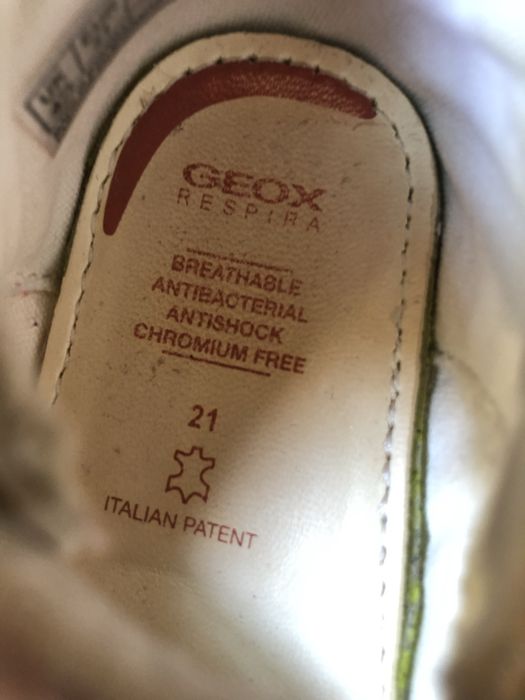 GEOX
RESPIRA
BREATHABLE
ANTIBACTERIAL
ANTISHOCK
CHROMIUM FREE
21
ITALIAN PATENT